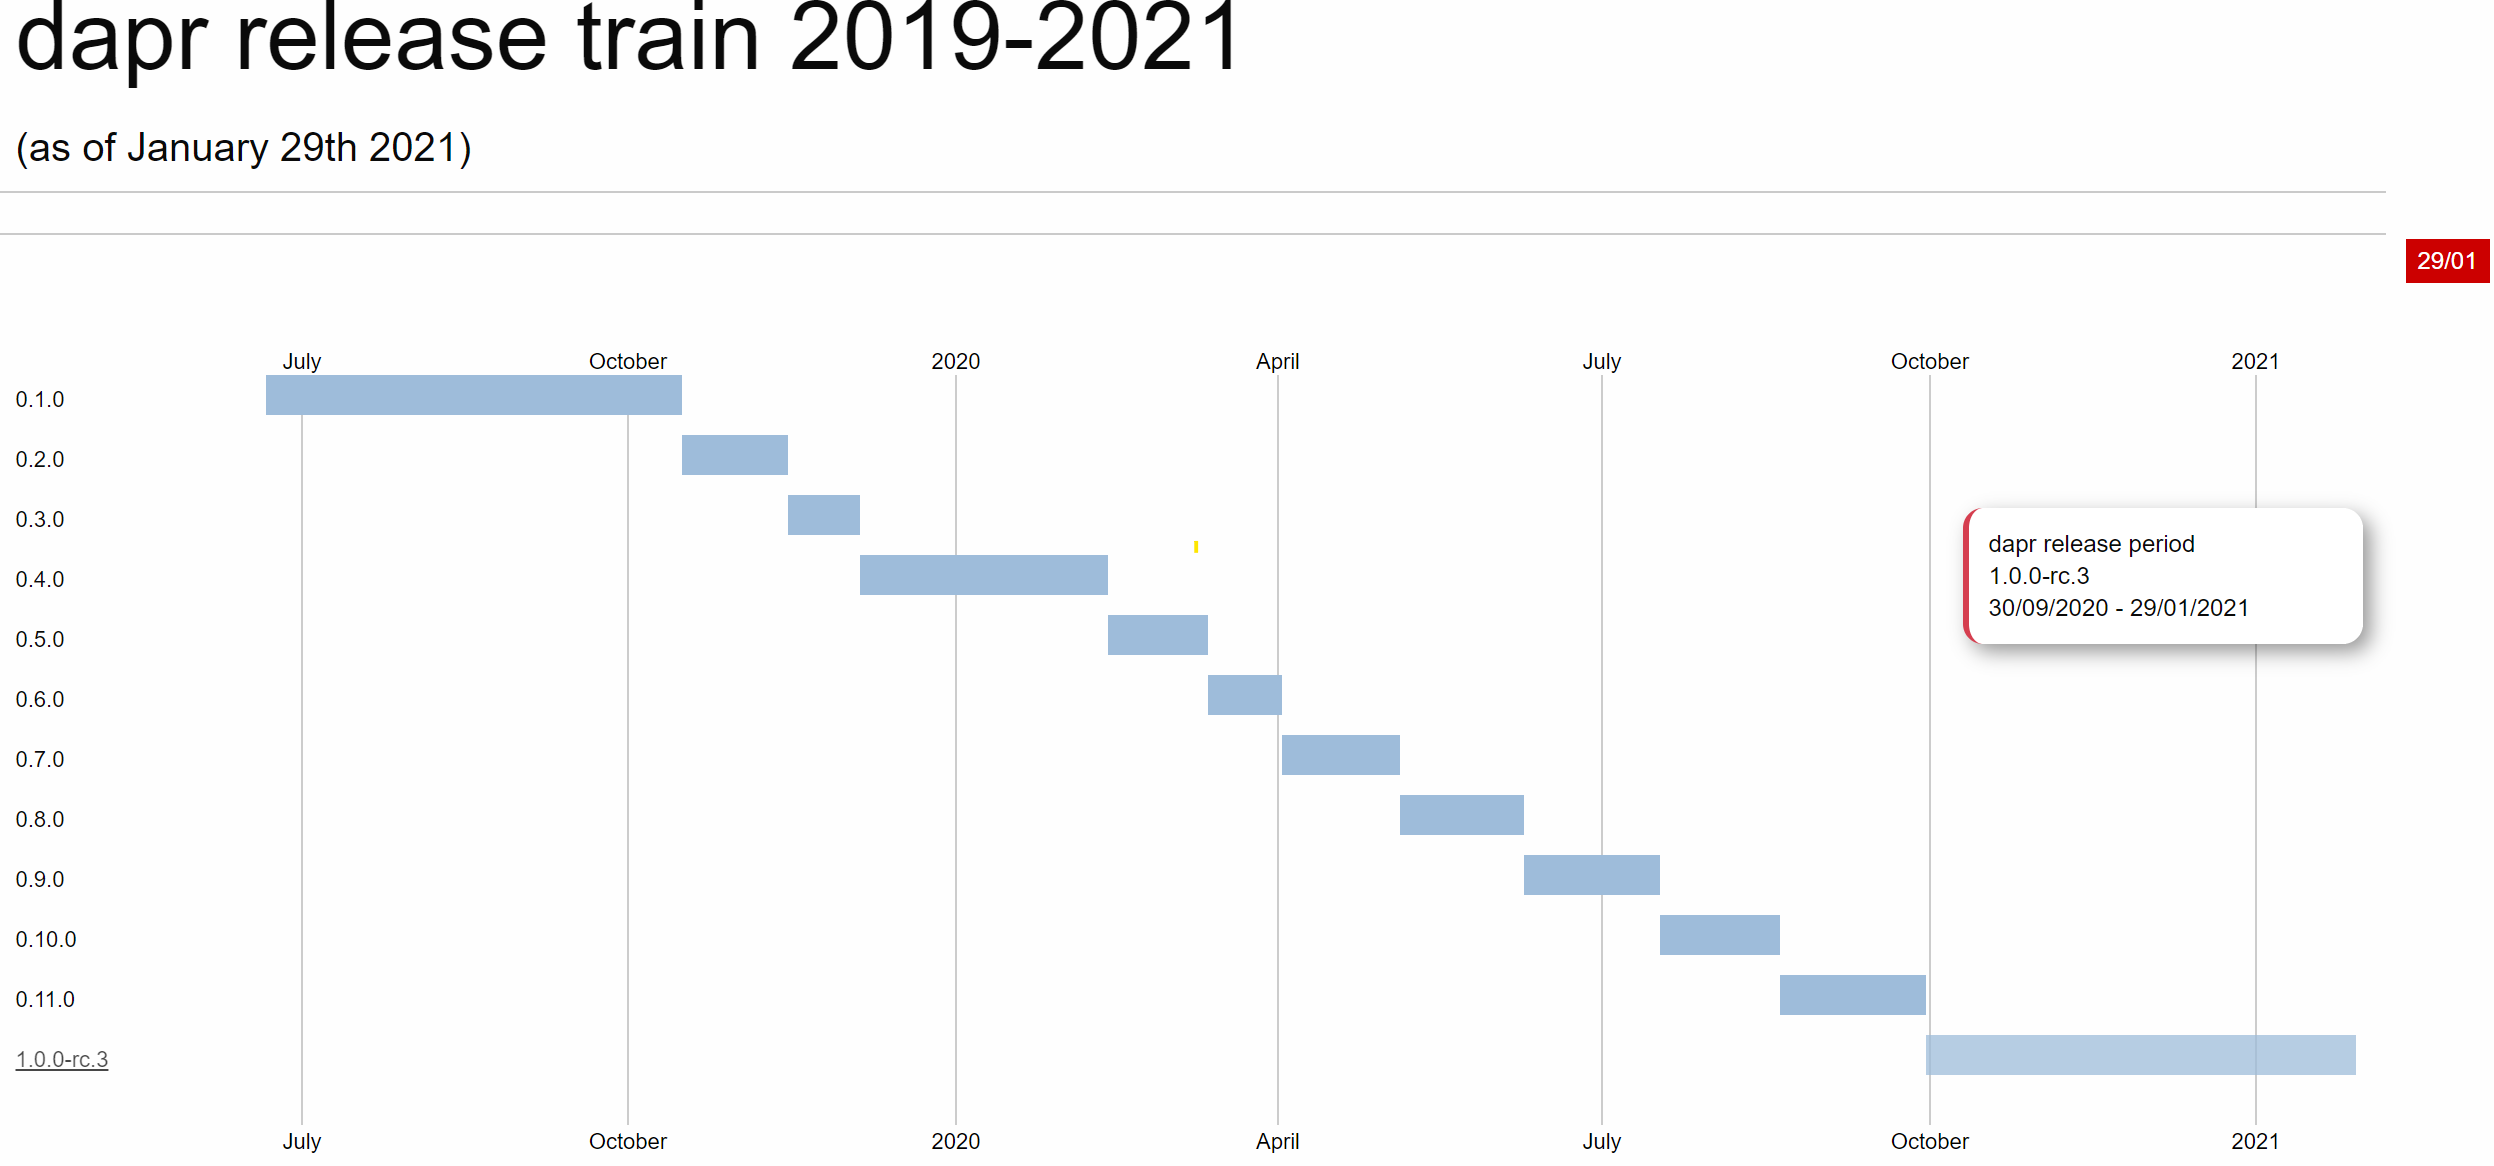 dapr release train 2019-2021
(as of January 29th 2021)
29/01
July October 2020 April July October 2021
0.1.0
0.2.0
0.3.0
0.4.0
0.5.0
0.6.0
0.7.0
0.8.0
0.9.0
0.10.0
0.11.0
1.0.0-rc.3
dapr release period
1.0.0-rc.3
30/09/2020 - 29/01/2021
July October 2020 April July October 2021